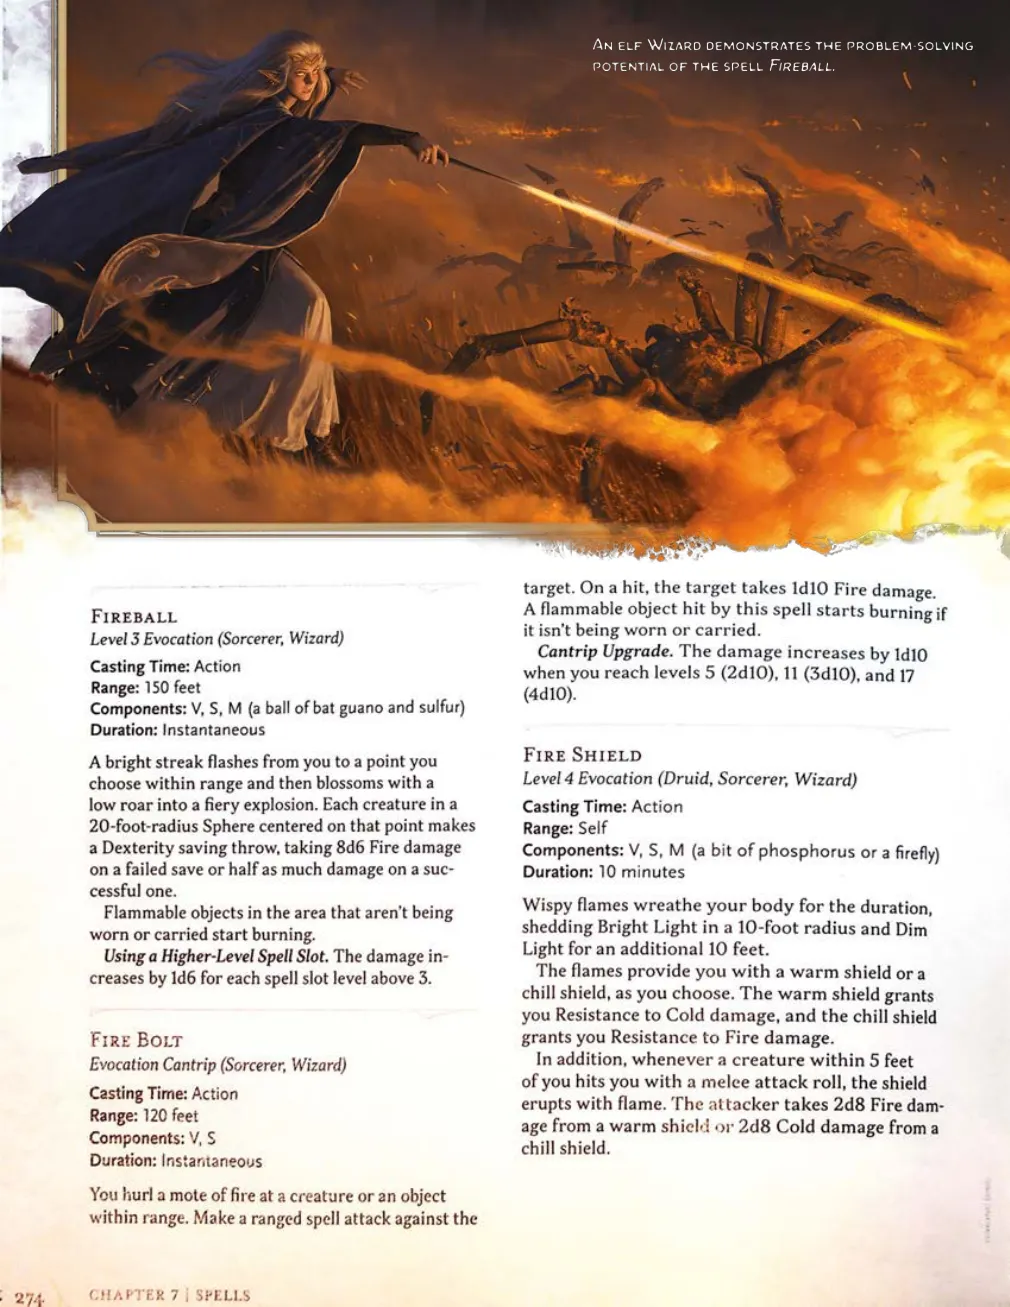 An elf Wizard demonstrates the problem-solving
potential of the spell Fireball.
Fireball
Level 3 Evocation (Sorcerer, Wizard)
Casting Time: Action
Range: 150 feet
Components: V, S, M (a ball of bat guano and sulfur)
Duration: Instantaneous
A bright streak flashes from you to a point you
choose within range and then blossoms with a
low roar into a fiery explosion. Each creature in a
20-foot-radius Sphere centered on that point makes
a Dexterity saving throw, taking 8d6 Fire damage
on a failed save or half as much damage on a suc-
cessful one.
Flammable objects in the area that aren't being
worn or carried start burning.
Using a Higher-Level Spell Slot. The damage in-
creases by 1d6 for each spell slot level above 3.
Fire Bolt
Evocation Cantrip (Sorcerer, Wizard)
Casting Time: Action
Range: 120 feet
Components: V, S
Duration: Instantaneous
You hurl a mote of fire at a creature or an object
within range. Make a ranged spell attack against the
target. On a hit, the target takes 1d10 Fire damage.
A flammable object hit by this spell starts burning if
it isn't being worn or carried.
Cantrip Upgrade. The damage increases by 1d10
when you reach levels 5 (2d10), 11 (3d10), and 17
(4d10).
Fire Shield
Level 4 Evocation (Druid, Sorcerer, Wizard)
Casting Time: Action
Range: Self
Components: V, S, M (a bit of phosphorus or a firefly)
Duration: 10 minutes
Wispy flames wreathe your body for the duration,
shedding Bright Light in a 10-foot radius and Dim
Light for an additional 10 feet.
The flames provide you with a warm shield or a
chill shield, as you choose. The warm shield grants
you Resistance to Cold damage, and the chill shield
grants you Resistance to Fire damage.
In addition, whenever a creature within 5 feet
of you hits you with a melee attack roll, the shield
erupts with flame. The attacker takes 2d8 Fire dam-
age from a warm shield or 2d8 Cold damage from a
chill shield.
274 CHAPTER 7 | SPELLS